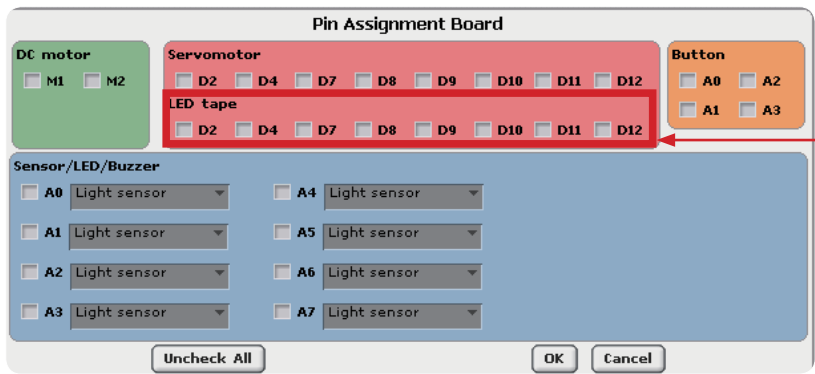 Pin Assignment Board
DC motor
M1 M2
Servomotor
D2 D4 D7 D8 D9 D10 D11 D12
LED tape
D2 D4 D7 D8 D9 D10 D11 D12
Button
A0 A2
A1 A3
Sensor/LED/Buzzer
A0 Light sensor A4 Light sensor
A1 Light sensor A5 Light sensor
A2 Light sensor A6 Light sensor
A3 Light sensor A7 Light sensor
Uncheck All OK Cancel